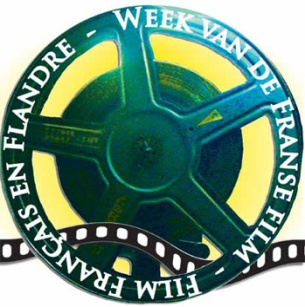 WEEK VAN DE FRANSE FILM -
FILM FRANÇAIS EN FLANDRE -